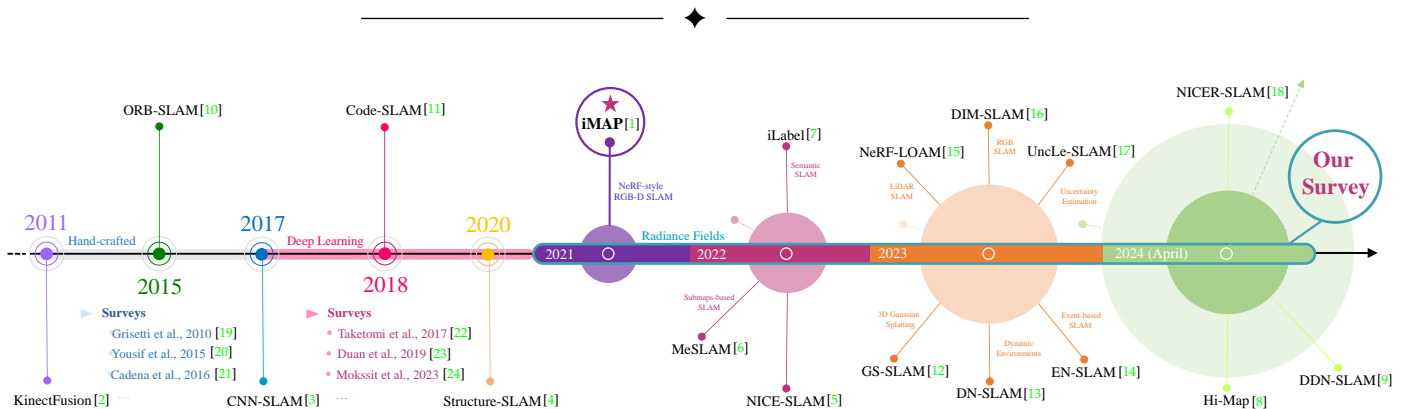 ORB-SLAM[10]
Code-SLAM[11]
iMAP[1]
iLabel[7]
DIM-SLAM[16]
NICER-SLAM[18]
NeRF-LOAM[15]
UncLe-SLAM[17]
Our
Survey
NeRF-style
RGB-D SLAM
Semantic
SLAM
LiDAR
SLAM
RGB
SLAM
Uncertainty
Estimation
2011
Hand-crafted
2017
Deep Learning
2020
Radiance Fields
2021
2022
2023
2024 (April)
2015
2018
Surveys
Grisetti et al., 2010 [19]
Yousif et al., 2015 [20]
Cadena et al., 2016 [21]
...
Surveys
Taketomi et al., 2017 [22]
Duan et al., 2019 [23]
Mokssit et al., 2023 [24]
...
Submaps-based
SLAM
3D Gaussian
Splatting
Dynamic
Environments
Event-based
SLAM
MeSLAM[6]
GS-SLAM[12]
DN-SLAM[13]
EN-SLAM[14]
DDN-SLAM[9]
KinectFusion[2]
CNN-SLAM[3]
Structure-SLAM[4]
NICE-SLAM[5]
Hi-Map[8]